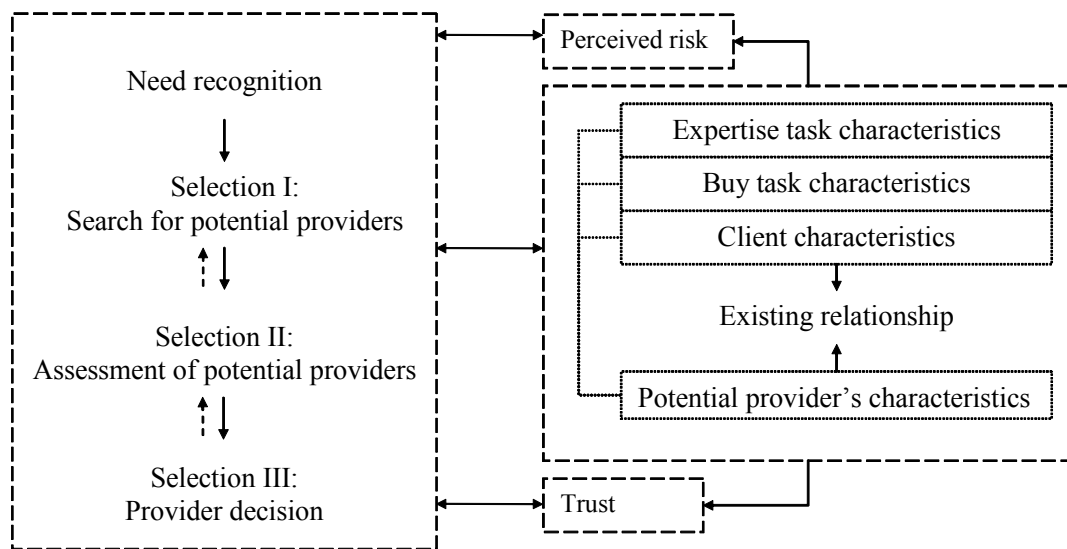 Need recognition
Selection I:
Search for potential providers
Selection II:
Assessment of potential providers
Selection III:
Provider decision
Perceived risk
Expertise task characteristics
Buy task characteristics
Client characteristics
Existing relationship
Potential provider’s characteristics
Trust